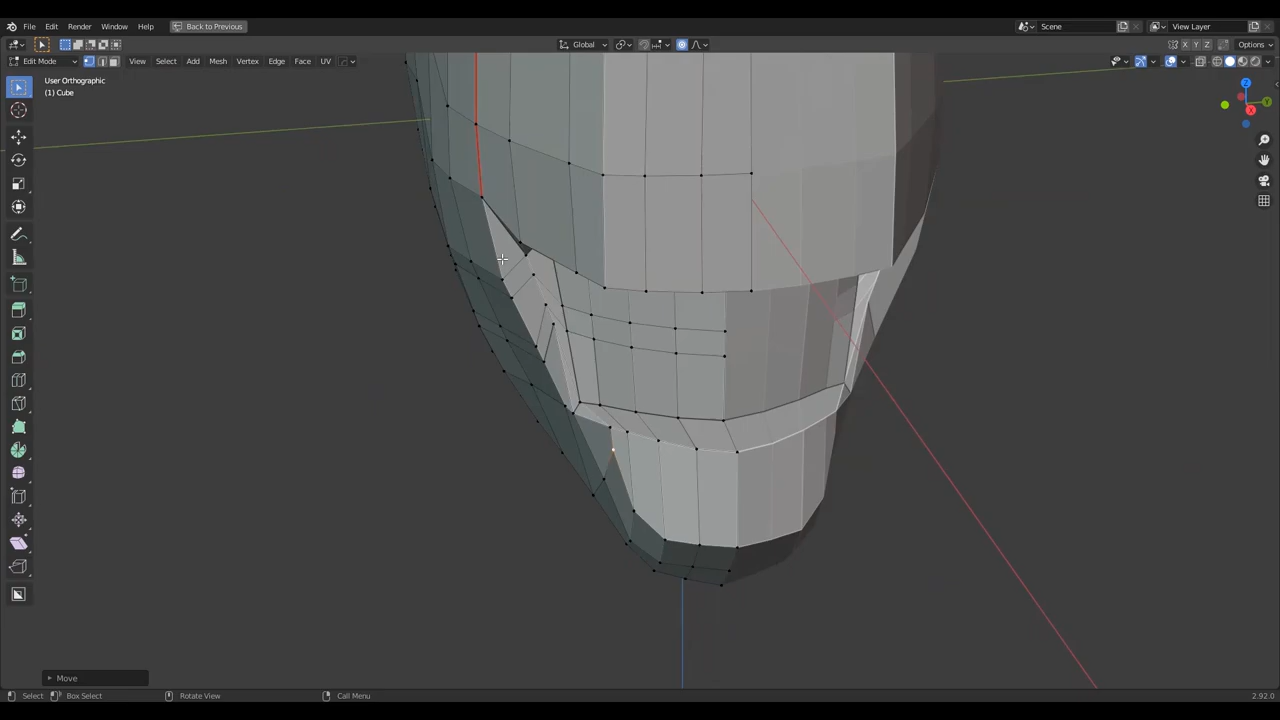 File Edit Render Window Help Back to Previous Scene View Layer
Global X Y Z Options
Edit Mode View Select Add Mesh Vertex Edge Face UV
User Orthographic
(1) Cube
Z
Y
X
Move
Select Box Select Rotate View Call Menu 2.92.0